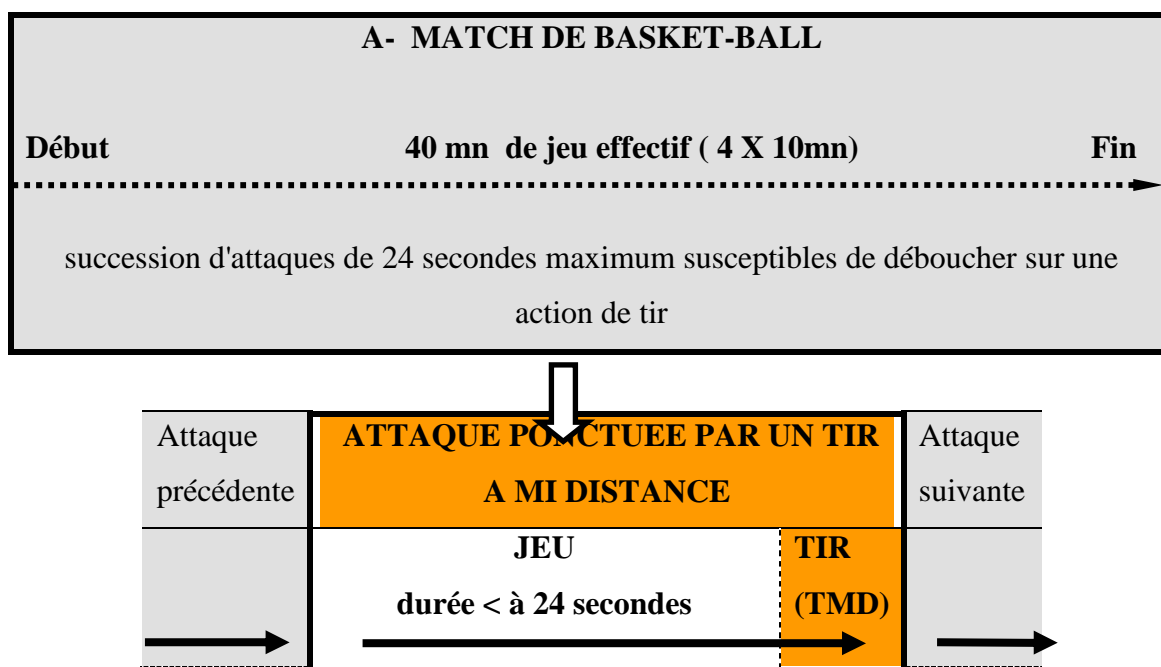 A- MATCH DE BASKET-BALL
Début 40 mn de jeu effectif ( 4 X 10mn) Fin
succession d'attaques de 24 secondes maximum susceptibles de déboucher sur une
action de tir
Attaque
précédente
ATTAQUE PONCTUEE PAR UN TIR
A MI DISTANCE
Attaque
suivante
JEU
durée < à 24 secondes
TIR
(TMD)